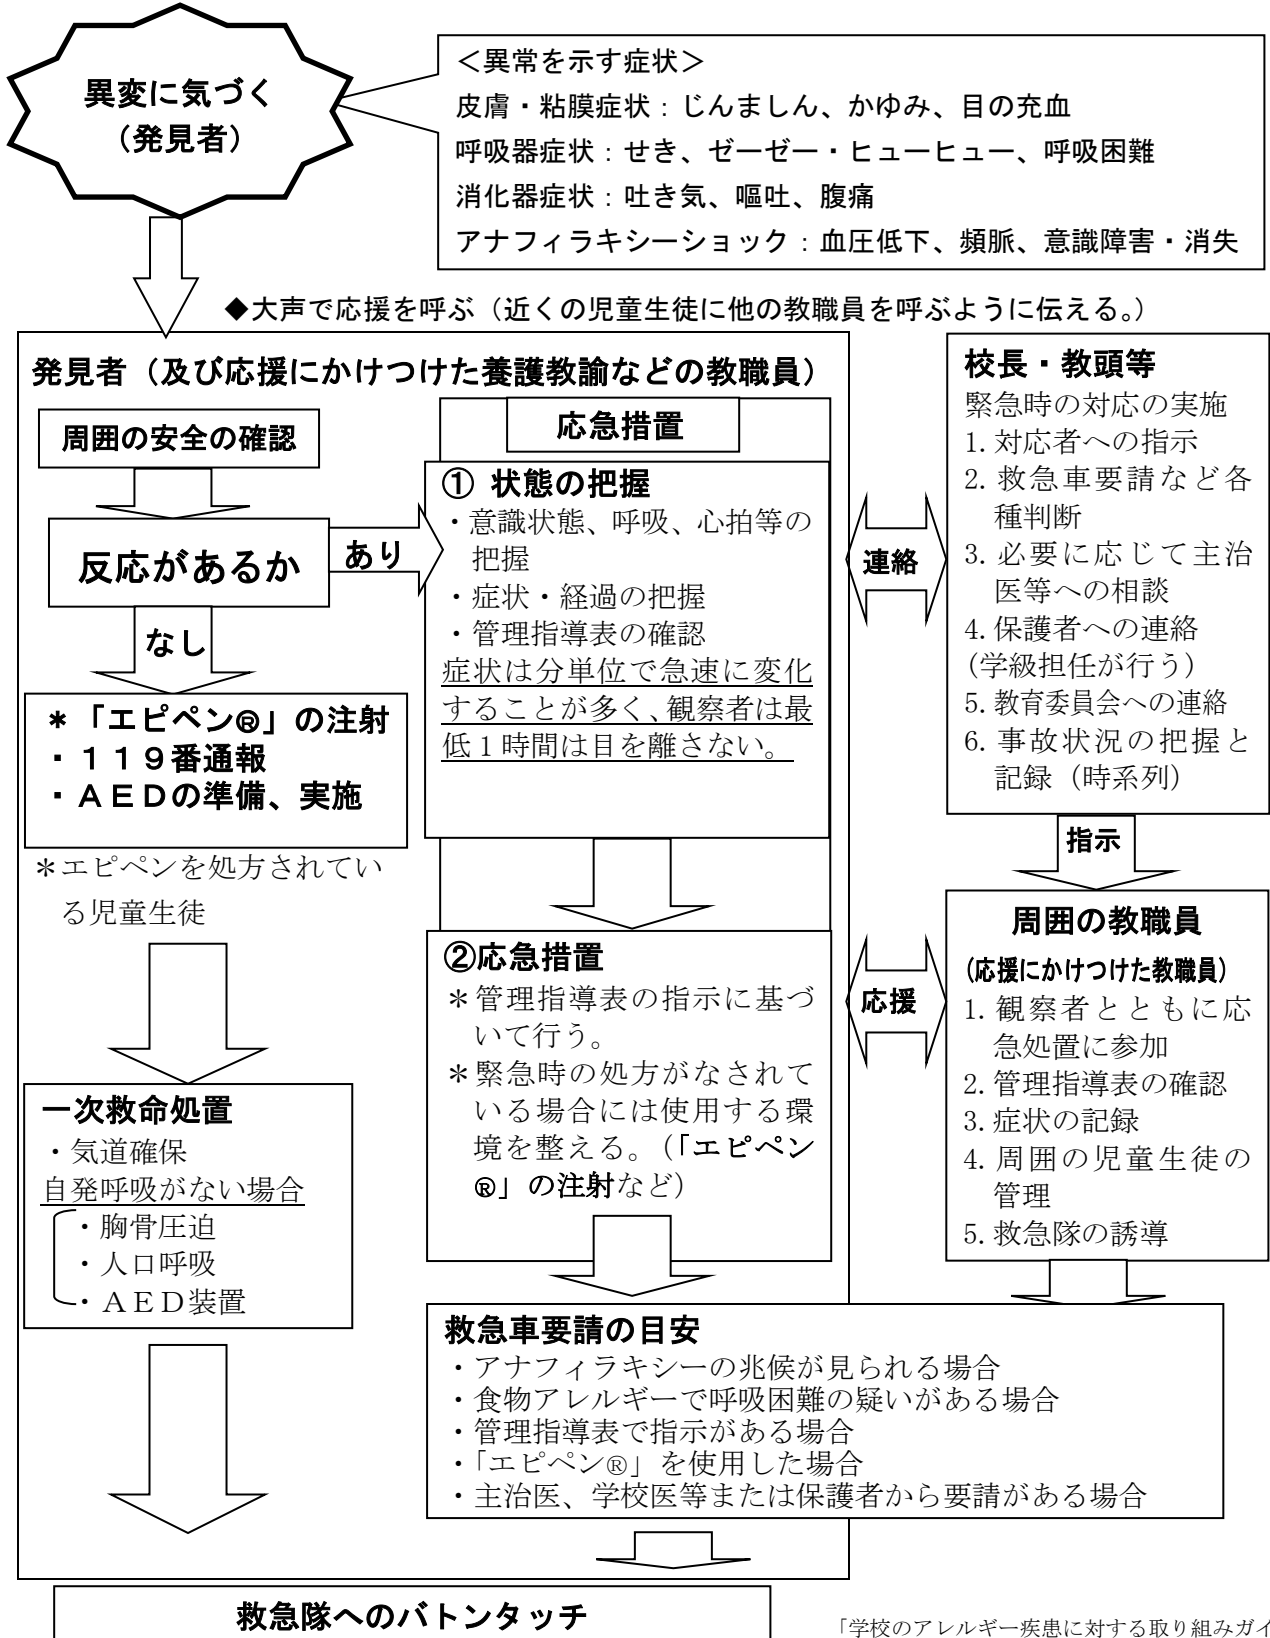 異変に気づく
（発見者）
＜異常を示す症状＞
皮膚・粘膜症状：じんましん、かゆみ、目の充血
呼吸器症状：せき、ゼーゼー・ヒューヒュー、呼吸困難
消化器症状：吐き気、嘔吐、腹痛
アナフィラキシーショック：血圧低下、頻脈、意識障害・消失
◆大声で応援を呼ぶ（近くの児童生徒に他の教職員を呼ぶように伝える。）
発見者（及び応援にかけつけた養護教諭などの教職員）
周囲の安全の確認
反応があるか
あり
なし
＊「エピペン®」の注射
・１１９番通報
・ＡＥＤの準備、実施
＊エピペンを処方されてい
る児童生徒
一次救命処置
・気道確保
自発呼吸がない場合
・胸骨圧迫
・人口呼吸
・ＡＥＤ装置
応急措置
① 状態の把握
・意識状態、呼吸、心拍等の
把握
・症状・経過の把握
・管理指導表の確認
症状は分単位で急速に変化
することが多く、観察者は最
低１時間は目を離さない。
②応急措置
＊管理指導表の指示に基づ
いて行う。
＊緊急時の処方がなされて
いる場合には使用する環
境を整える。（「エピペン
®」の注射など）
連絡
応援
校長・教頭等
緊急時の対応の実施
1. 対応者への指示
2. 救急車要請など各
種判断
3. 必要に応じて主治
医等への相談
4. 保護者への連絡
（学級担任が行う）
5. 教育委員会への連絡
6. 事故状況の把握と
記録（時系列）
指示
周囲の教職員
（応援にかけつけた教職員）
1. 観察者とともに応
急処置に参加
2. 管理指導表の確認
3. 症状の記録
4. 周囲の児童生徒の
管理
5. 救急隊の誘導
救急車要請の目安
・アナフィラキシーの兆候が見られる場合
・食物アレルギーで呼吸困難の疑いがある場合
・管理指導表で指示がある場合
・「エピペン®」を使用した場合
・主治医、学校医等または保護者から要請がある場合
救急隊へのバトンタッチ
「学校のアレルギー疾患に対する取り組みガイ